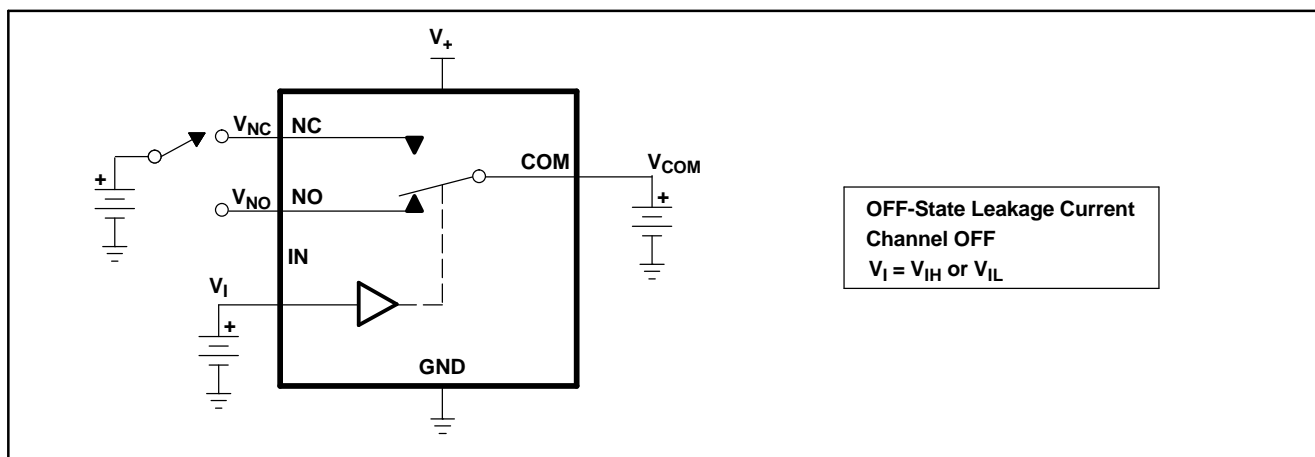 V+
VNC NC
COM VCOM
+
VNO NO
+
IN
VI
+
GND
OFF-State Leakage Current
Channel OFF
VI = VIH or VIL